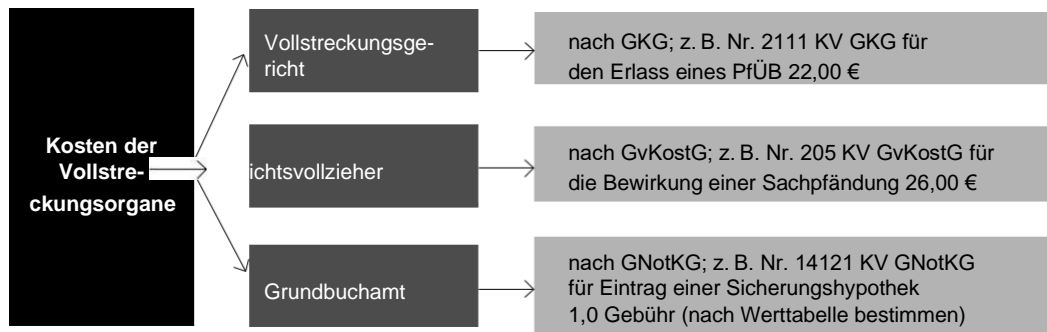 Kosten der
Vollstre-
ckungsorgane
Vollstreckungsge-
richt
nach GKG; z. B. Nr. 2111 KV GKG für
den Erlass eines PfÜB 22,00 €
ichtsvollzieher
nach GvKostG; z. B. Nr. 205 KV GvKostG für
die Bewirkung einer Sachpfändung 26,00 €
Grundbuchamt
nach GNotKG; z. B. Nr. 14121 KV GNotKG
für Eintrag einer Sicherungshypothek
1,0 Gebühr (nach Werttabelle bestimmen)